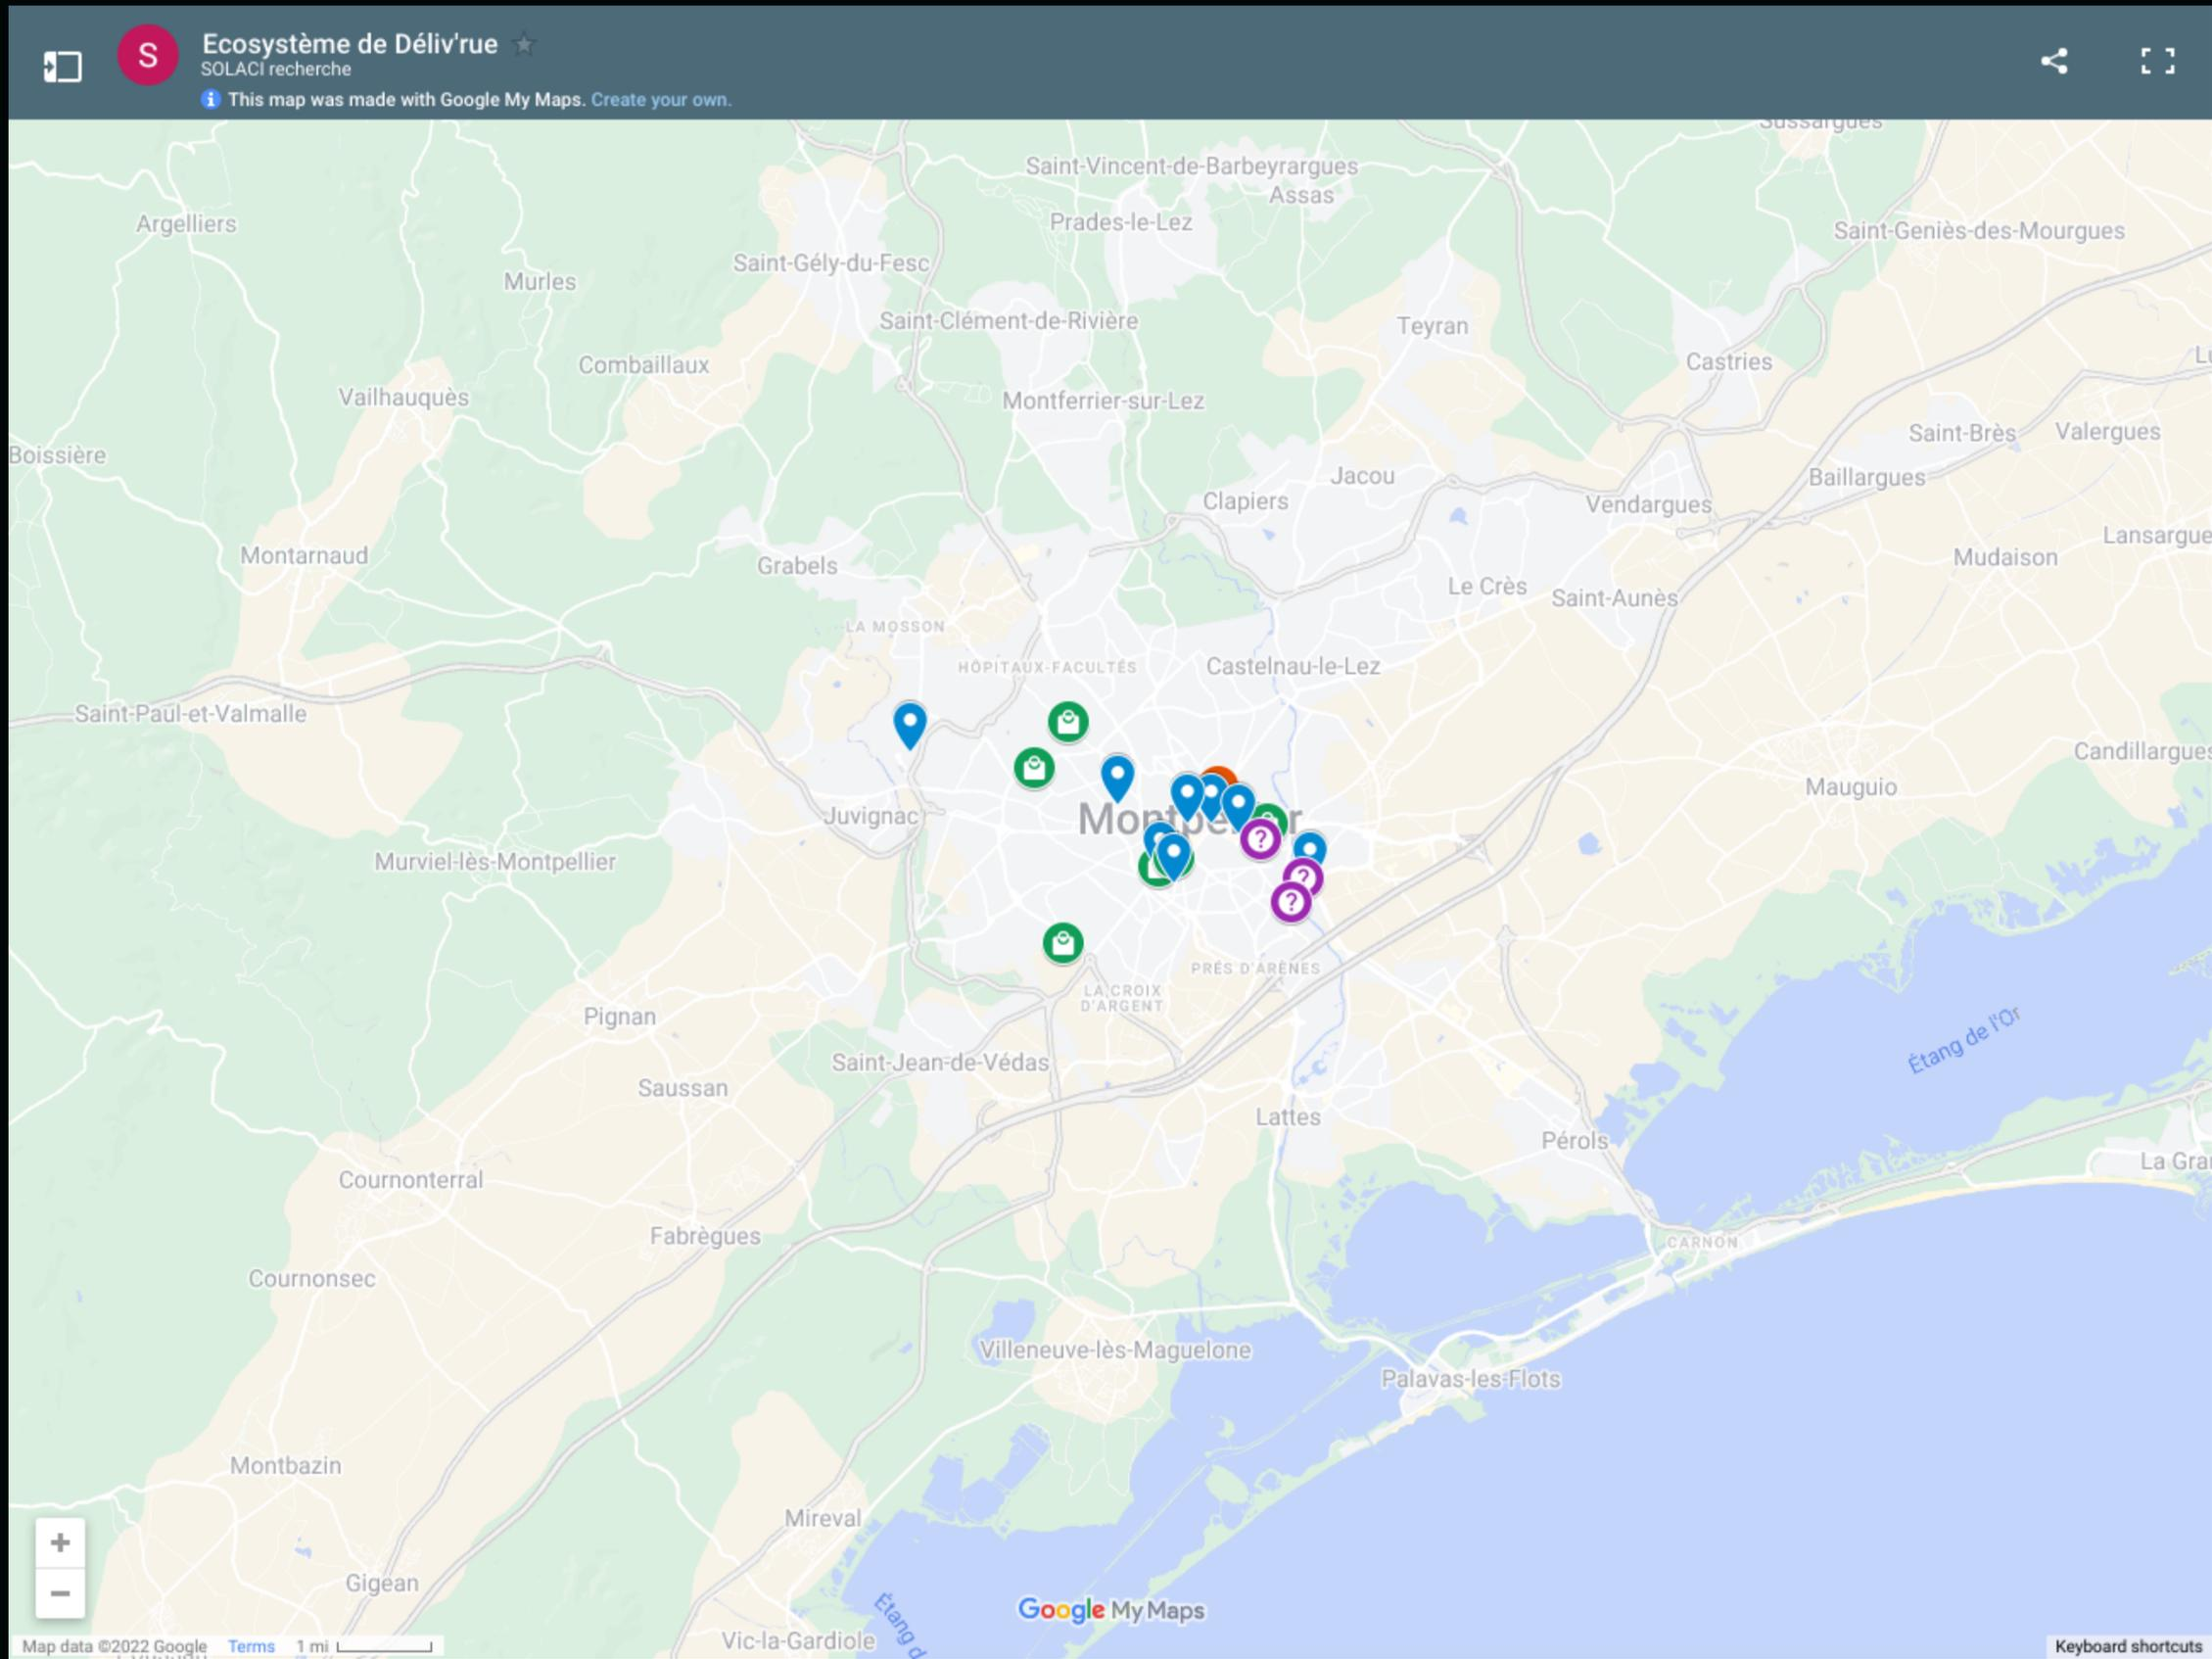 S
Ecosystème de Déliv'rue
SOLACI recherche
This map was made with Google My Maps. Create your own.
Sussargues
Saint-Vincent-de-Barbeyrargues
Assas
Argelliers
Prades-le-Lez
Saint-Geniès-des-Mourgues
Saint-Gély-du-Fesc
Murles
Saint-Clément-de-Rivière
Teyran
Combaillaux
Castries
Vailhauquès
Montferrier-sur-Lez
Saint-Brès
Valergues
Boissière
Jacou
Baillargues
Clapiers
Vendargues
Lansargue
Montarnaud
Mudaison
Grabels
Le Crès
Saint-Aunès
LA MOSSON
HÔPITAUX-FACULTÉS
Castelnau-le-Lez
Saint-Paul-et-Valmalle
Candillargues
Mauguio
Juvignac
Montpellier
?
Murviel-lès-Montpellier
?
?
PRÉS D'ARÈNES
LA CROIX
D'ARGENT
Pignan
Étang de l'Or
Saint-Jean-de-Védas
Saussan
Lattes
Pérols
La Gra
Cournonterral
Fabrègues
CARNON
Cournonsec
Villeneuve-lès-Maguelone
Palavas-les-Flots
Montbazin
Mireval
+
−
Gigean
Étang d
Google My Maps
Vic-la-Gardiole
Map data ©2022 Google Terms 1 mi
Keyboard shortcuts